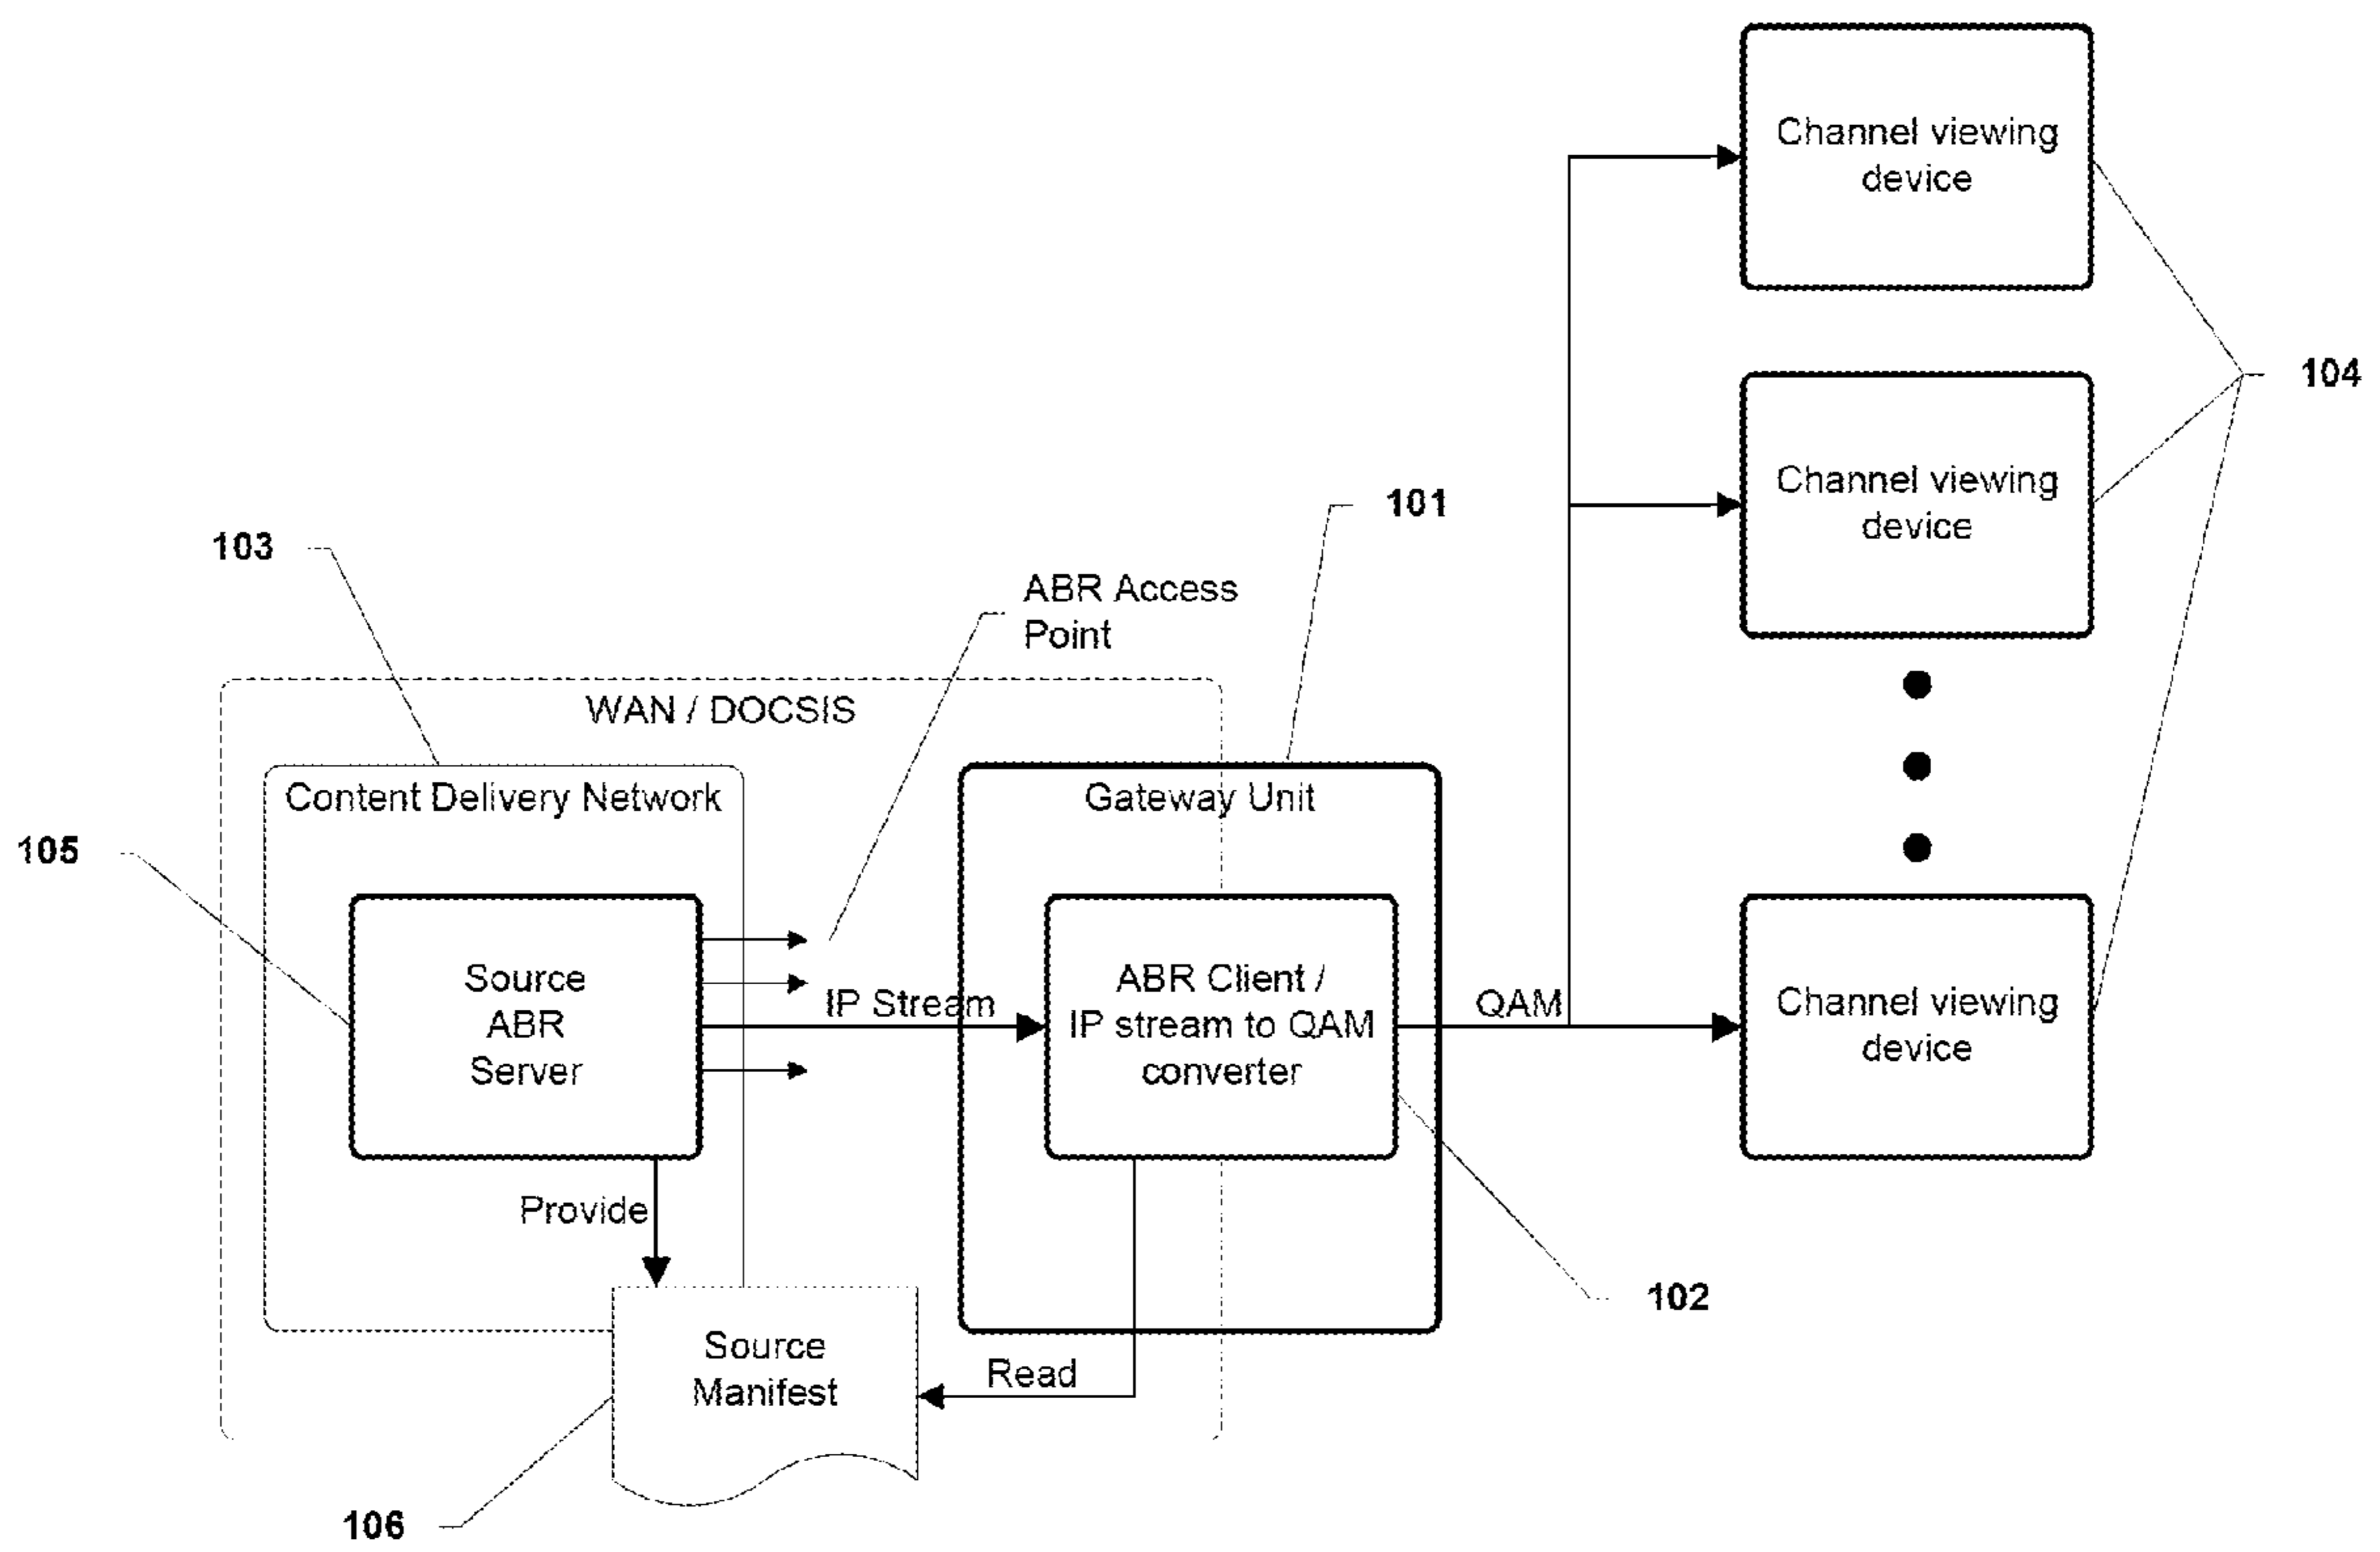 Channel viewing
device
104
Channel viewing
device
101
103
ABR Access
Point
WAN / DOCSIS
Content Delivery Network
Gateway Unit
105
Source
ABR
Server
IP Stream
ABR Client /
IP stream to QAM
converter
QAM
Channel viewing
device
Provide
102
Source
Manifest
Read
106